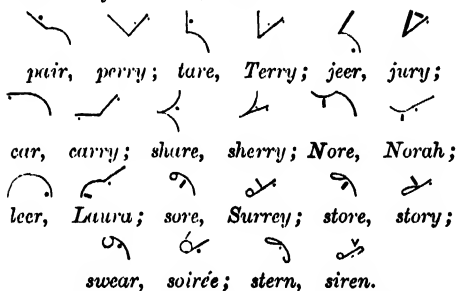 pair, perry; tare, Terry; jeer, jury;
car, carry; share, sherry; Nore, Norah;
leer, Laura; sore, Surrey; store, story;
swear, soirée; stern, siren.